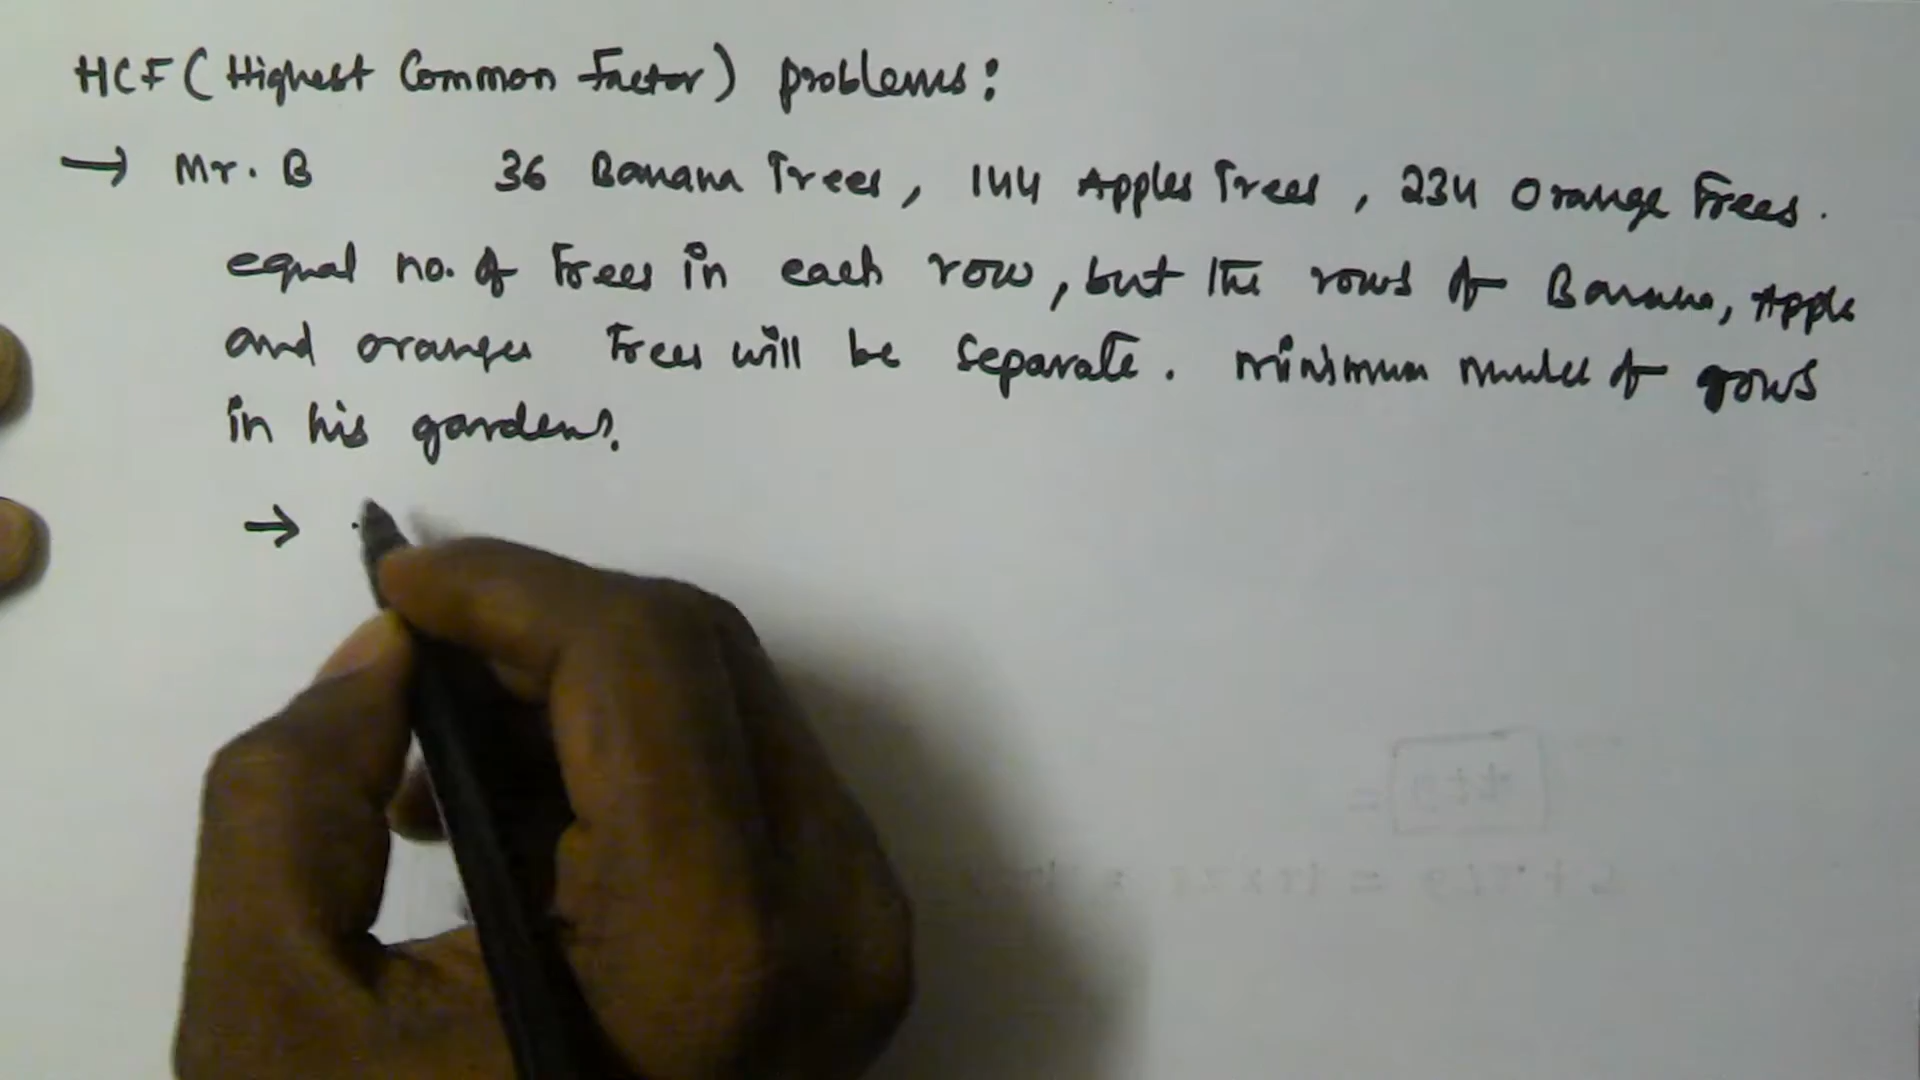 HCF (Highest Common Factor) problems:
→ Mr. B 36 Banana Trees, 144 Apples Trees, 234 Orange Trees.
equal no. of Trees in each row, but the rows of Banana, Apple
and oranges Trees will be separate. minimum number of rows
in his gardens?
→